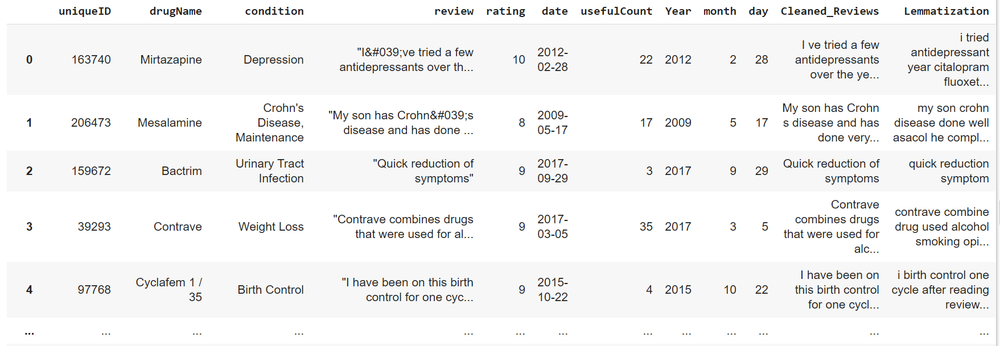 uniqueID drugName condition review rating date usefulCount Year month day Cleaned_Reviews Lemmatization
0 163740 Mirtazapine Depression "I&#039;ve tried a few antidepressants over th... 10 2012-02-28 22 2012 2 28 I ve tried a few antidepressants over the ye... i tried antidepressant year citalopram fluoxet...
1 206473 Mesalamine Crohn's Disease, Maintenance "My son has Crohn&#039;s disease and has done ... 8 2009-05-17 17 2009 5 17 My son has Crohn s disease and has done very... my son crohn disease done well asacol he compl...
2 159672 Bactrim Urinary Tract Infection "Quick reduction of symptoms" 9 2017-09-29 3 2017 9 29 Quick reduction of symptoms quick reduction symptom
3 39293 Contrave Weight Loss "Contrave combines drugs that were used for al... 9 2017-03-05 35 2017 3 5 Contrave combines drugs that were used for alc... contrave combine drug used alcohol smoking opi...
4 97768 Cyclafem 1 / 35 Birth Control "I have been on this birth control for one cyc... 9 2015-10-22 4 2015 10 22 I have been on this birth control for one cycl... i birth control one cycle after reading review...
... ... ... ... ... ... ... ... ... ... ... ... ...